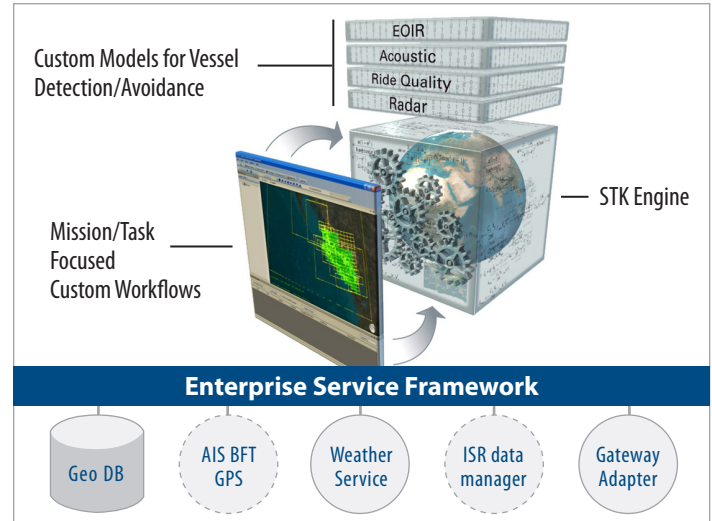 EOIR
Acoustic
Ride Quality
Radar
Custom Models for Vessel
Detection/Avoidance
STK Engine
Mission/Task
Focused
Custom Workflows
Enterprise Service Framework
Geo DB
AIS BFT
GPS
Weather
Service
ISR data
manager
Gateway
Adapter